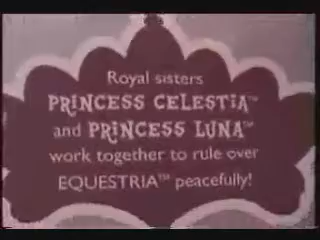 Royal sisters
PRINCESS CELESTIA™
and PRINCESS LUNA™
work together to rule over
EQUESTRIA™ peacefully!